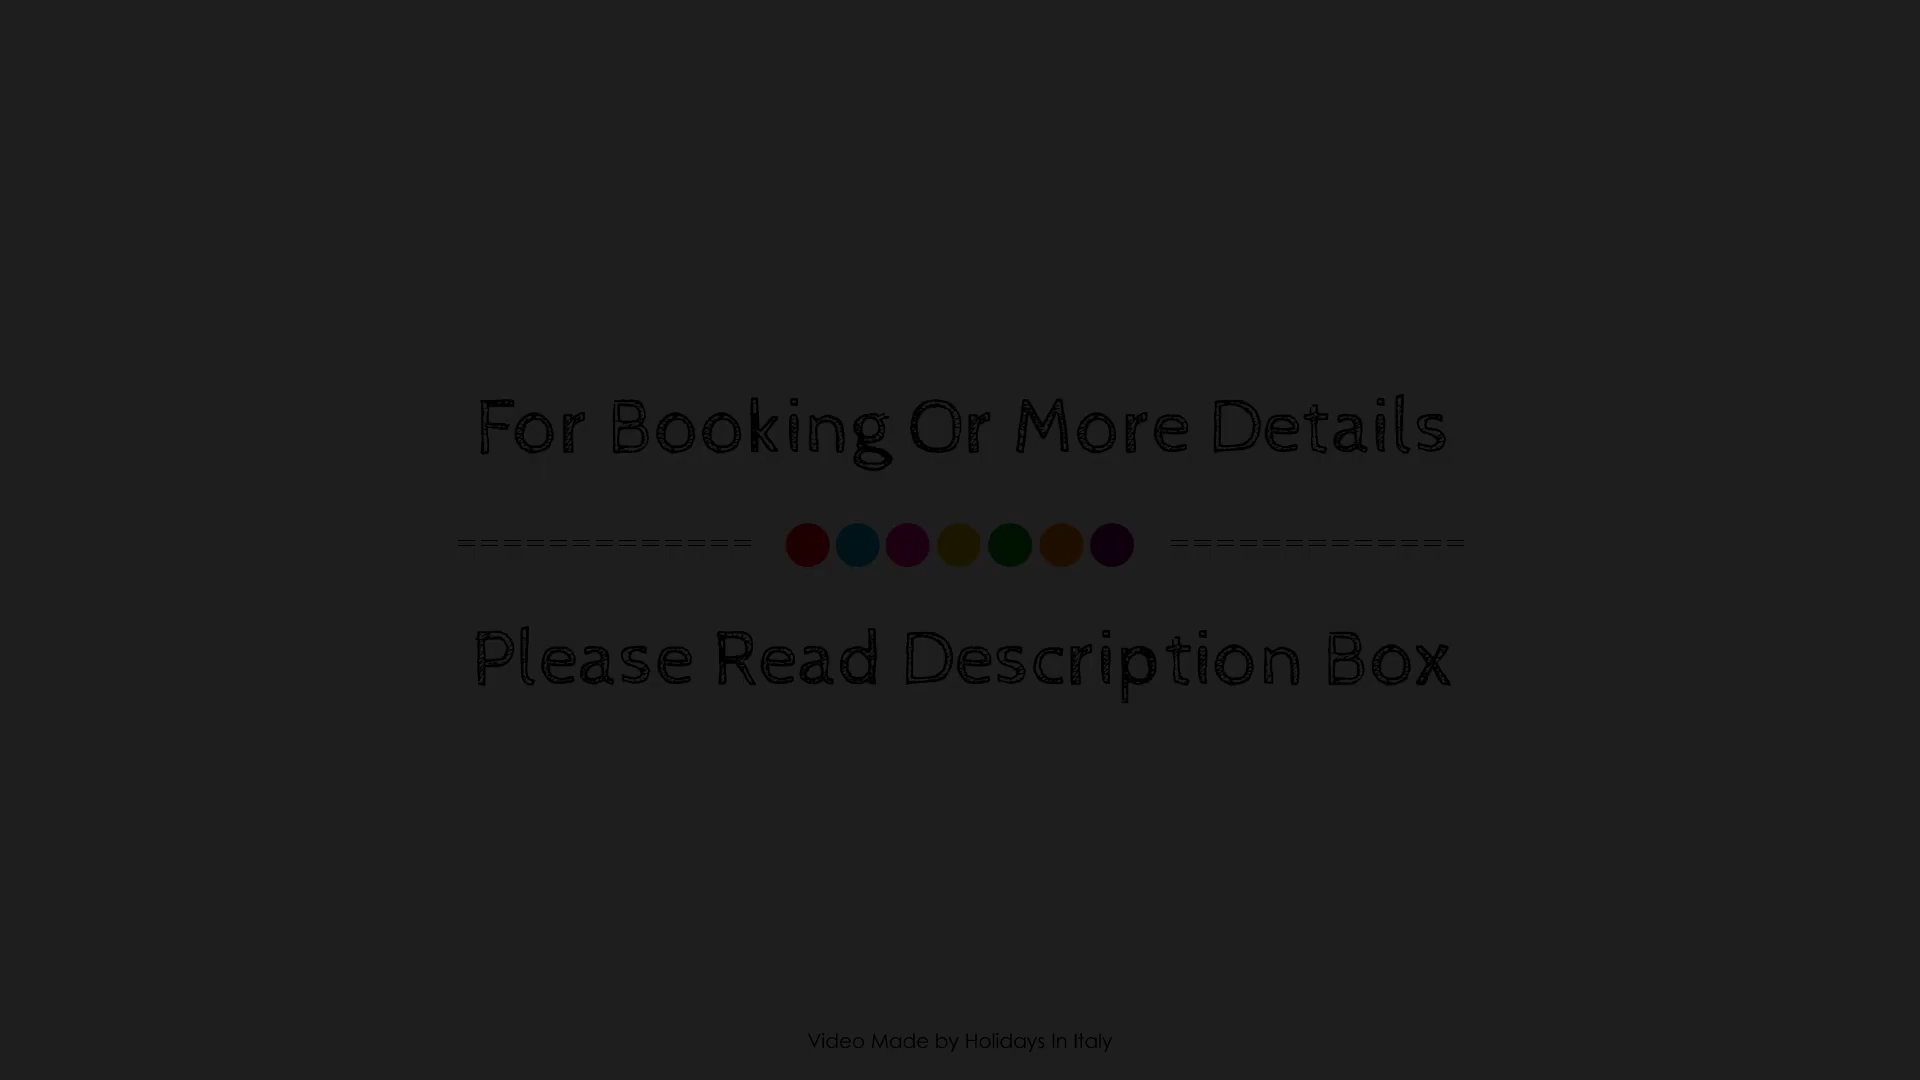 For Booking Or More Details
============= =============
Please Read Description Box
Video Made by Holidays In Italy